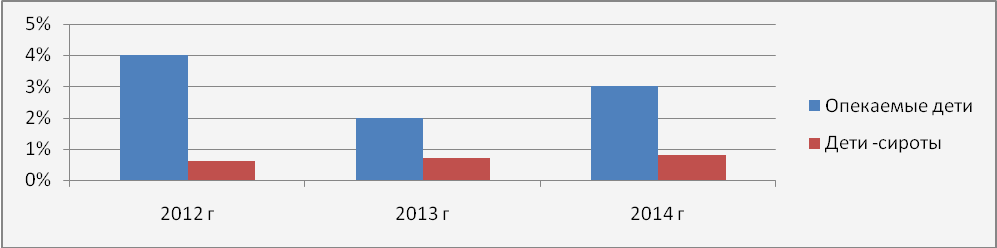 5%
4%
3%
2%
1%
0%
2012 г
2013 г
2014 г
Опекаемые дети
Дети -сироты